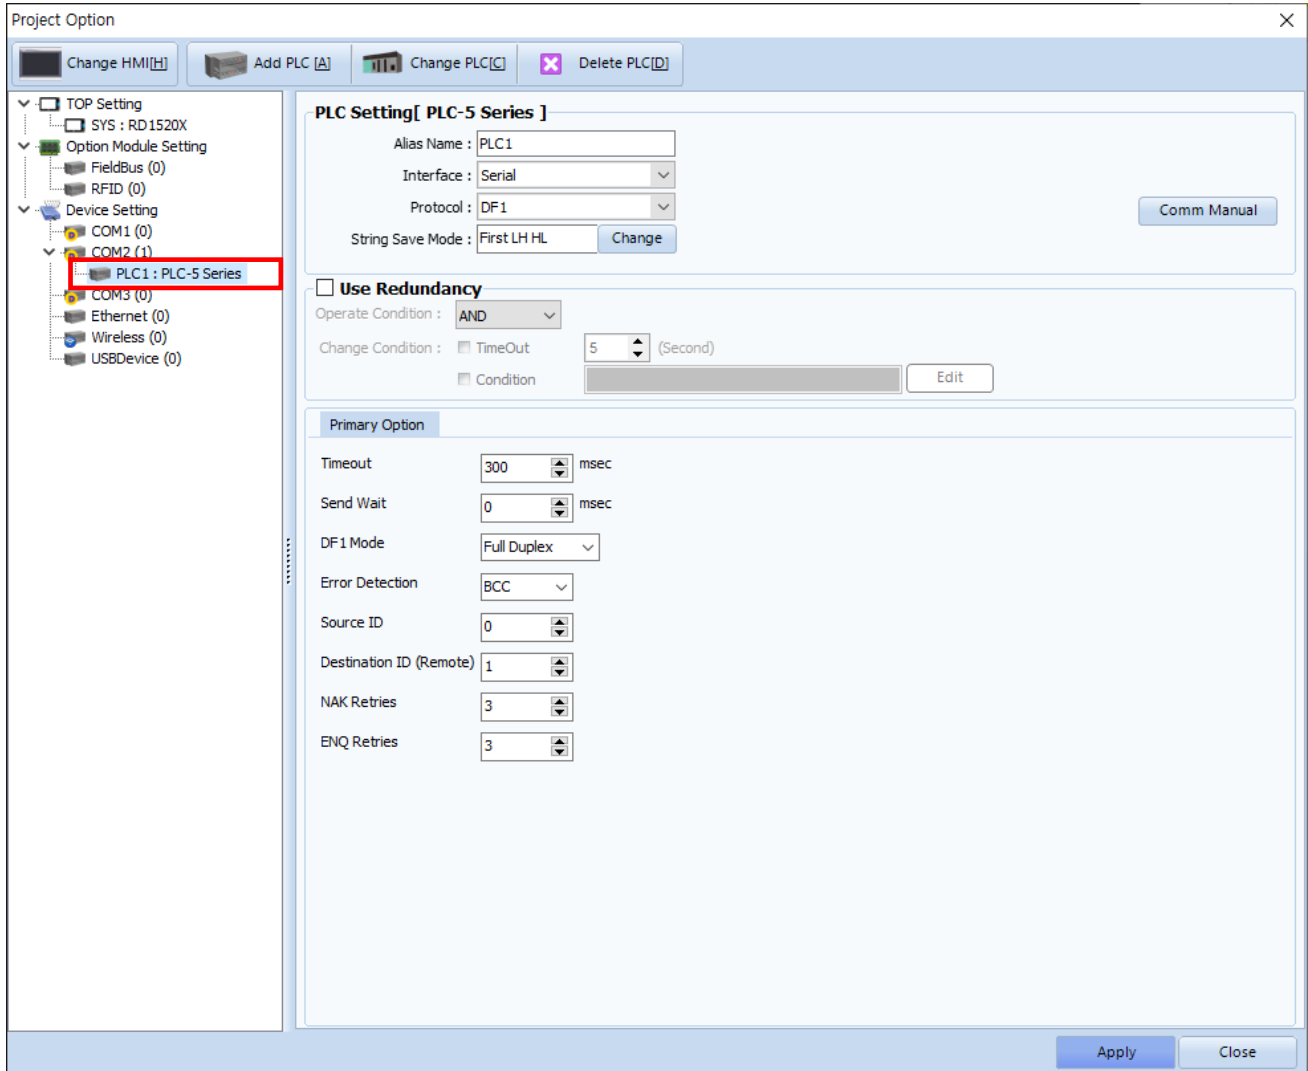 Project Option
Change HMI[H] Add PLC [A] Change PLC[C] Delete PLC[D]
TOP Setting
SYS : RD1520X
Option Module Setting
FieldBus (0)
RFID (0)
Device Setting
COM1 (0)
COM2 (1)
PLC1 : PLC-5 Series
COM3 (0)
Ethernet (0)
Wireless (0)
USBDevice (0)
PLC Setting[ PLC-5 Series ]
Alias Name : PLC1
Interface : Serial
Protocol : DF1
Comm Manual
String Save Mode : First LH HL Change
Use Redundancy
Operate Condition : AND
Change Condition : TimeOut 5 (Second)
Condition Edit
Primary Option
Timeout 300 msec
Send Wait 0 msec
DF1 Mode Full Duplex
Error Detection BCC
Source ID 0
Destination ID (Remote) 1
NAK Retries 3
ENQ Retries 3
Apply Close